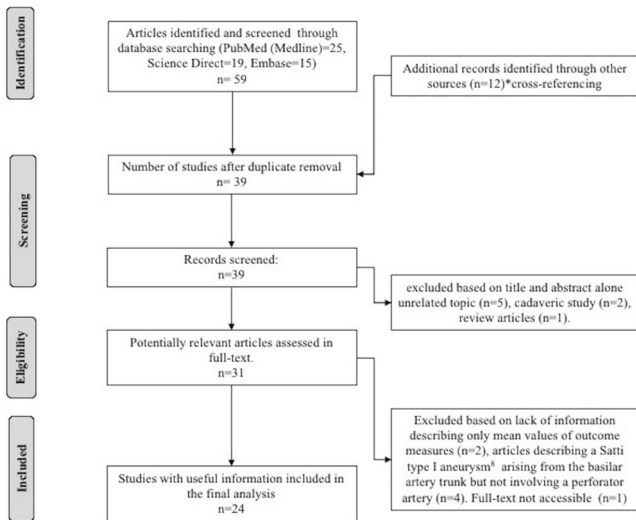 Identification
Articles identified and screened through
database searching (PubMed (Medline)=25,
Science Direct=19, Embase=15)
n= 59
Additional records identified through other
sources (n=12)*cross-referencing
Screening
Number of studies after duplicate removal
n= 39
Records screened:
n=39
excluded based on title and abstract alone
unrelated topic (n=5), cadaveric study (n=2),
review articles (n=1).
Eligibility
Potentially relevant articles assessed in
full-text.
n=31
Excluded based on lack of information
describing only mean values of outcome
measures (n=2), articles describing a Satti
type I aneurysm⁸ arising from the basilar
artery trunk but not involving a perforator
artery (n=4). Full-text not accessible (n=1)
Included
Studies with useful information included in
the final analysis
n=24